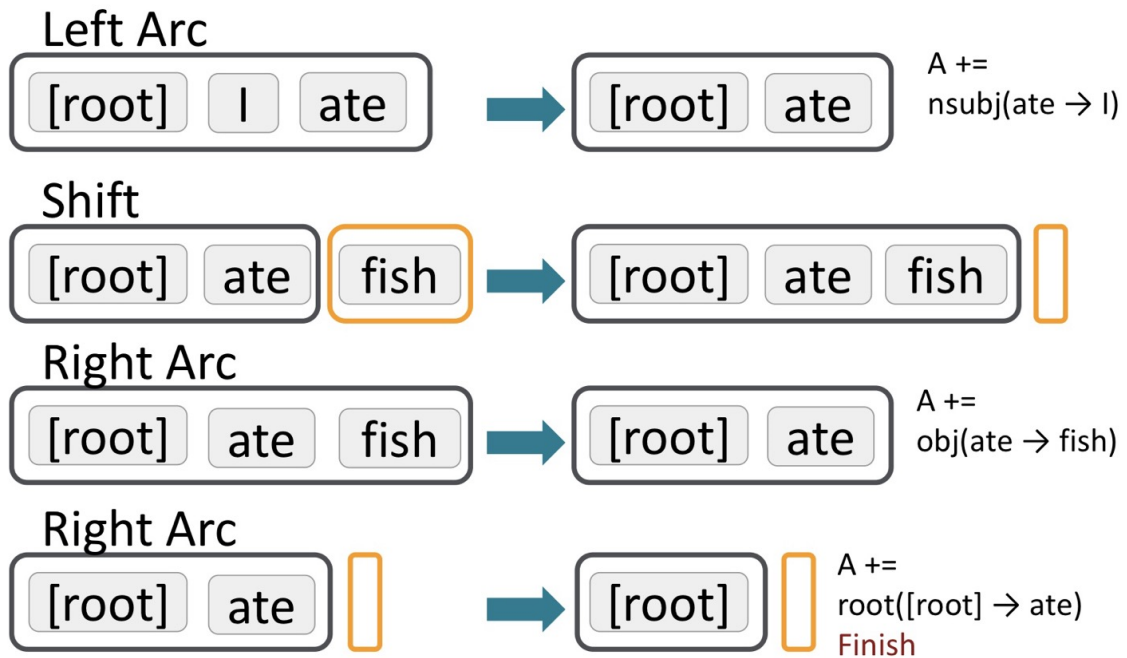 Left Arc
[root] I ate [root] ate
A +=
nsubj(ate → I)
Shift
[root] ate fish [root] ate fish
Right Arc
[root] ate fish [root] ate
A +=
obj(ate → fish)
Right Arc
[root] ate [root]
A +=
root([root] → ate)
Finish